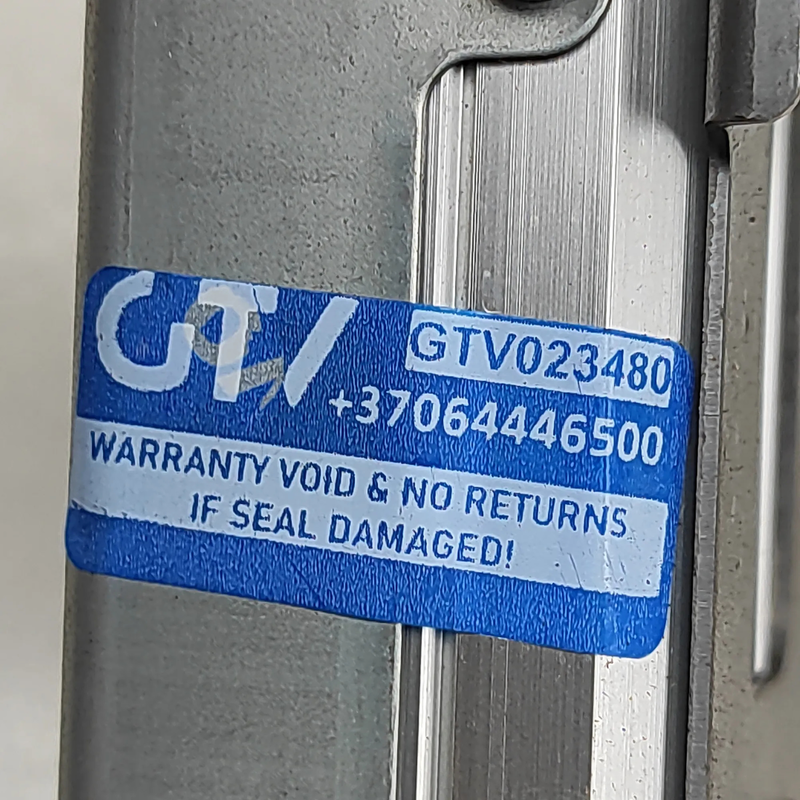 GTV
GTV023480
+37064446500
WARRANTY VOID & NO RETURNS
IF SEAL DAMAGED!